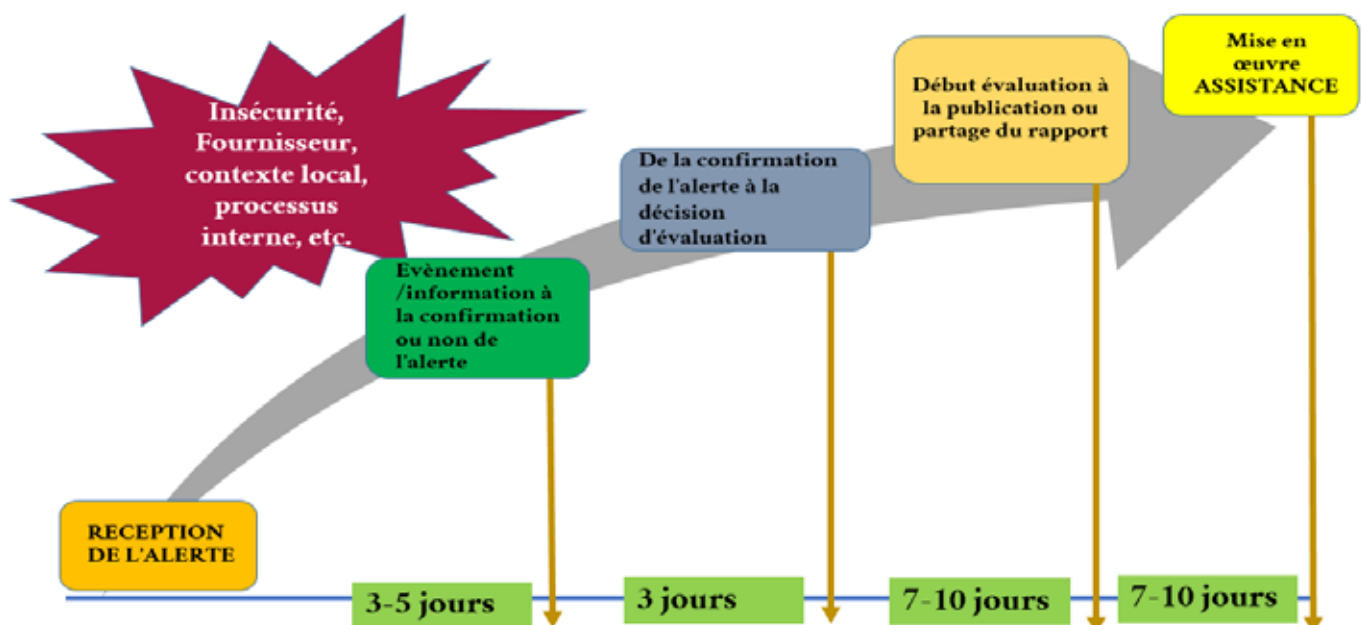 Insécurité,
Fournisseur,
contexte local,
processus
interne, etc.
RECEPTION
DE L'ALERTE
Evènement
/information à
la confirmation
ou non de
l'alerte
De la confirmation
de l'alerte à la
décision
d'évaluation
Début évaluation à
la publication ou
partage du rapport
Mise en
œuvre
ASSISTANCE
3-5 jours
3 jours
7-10 jours
7-10 jours